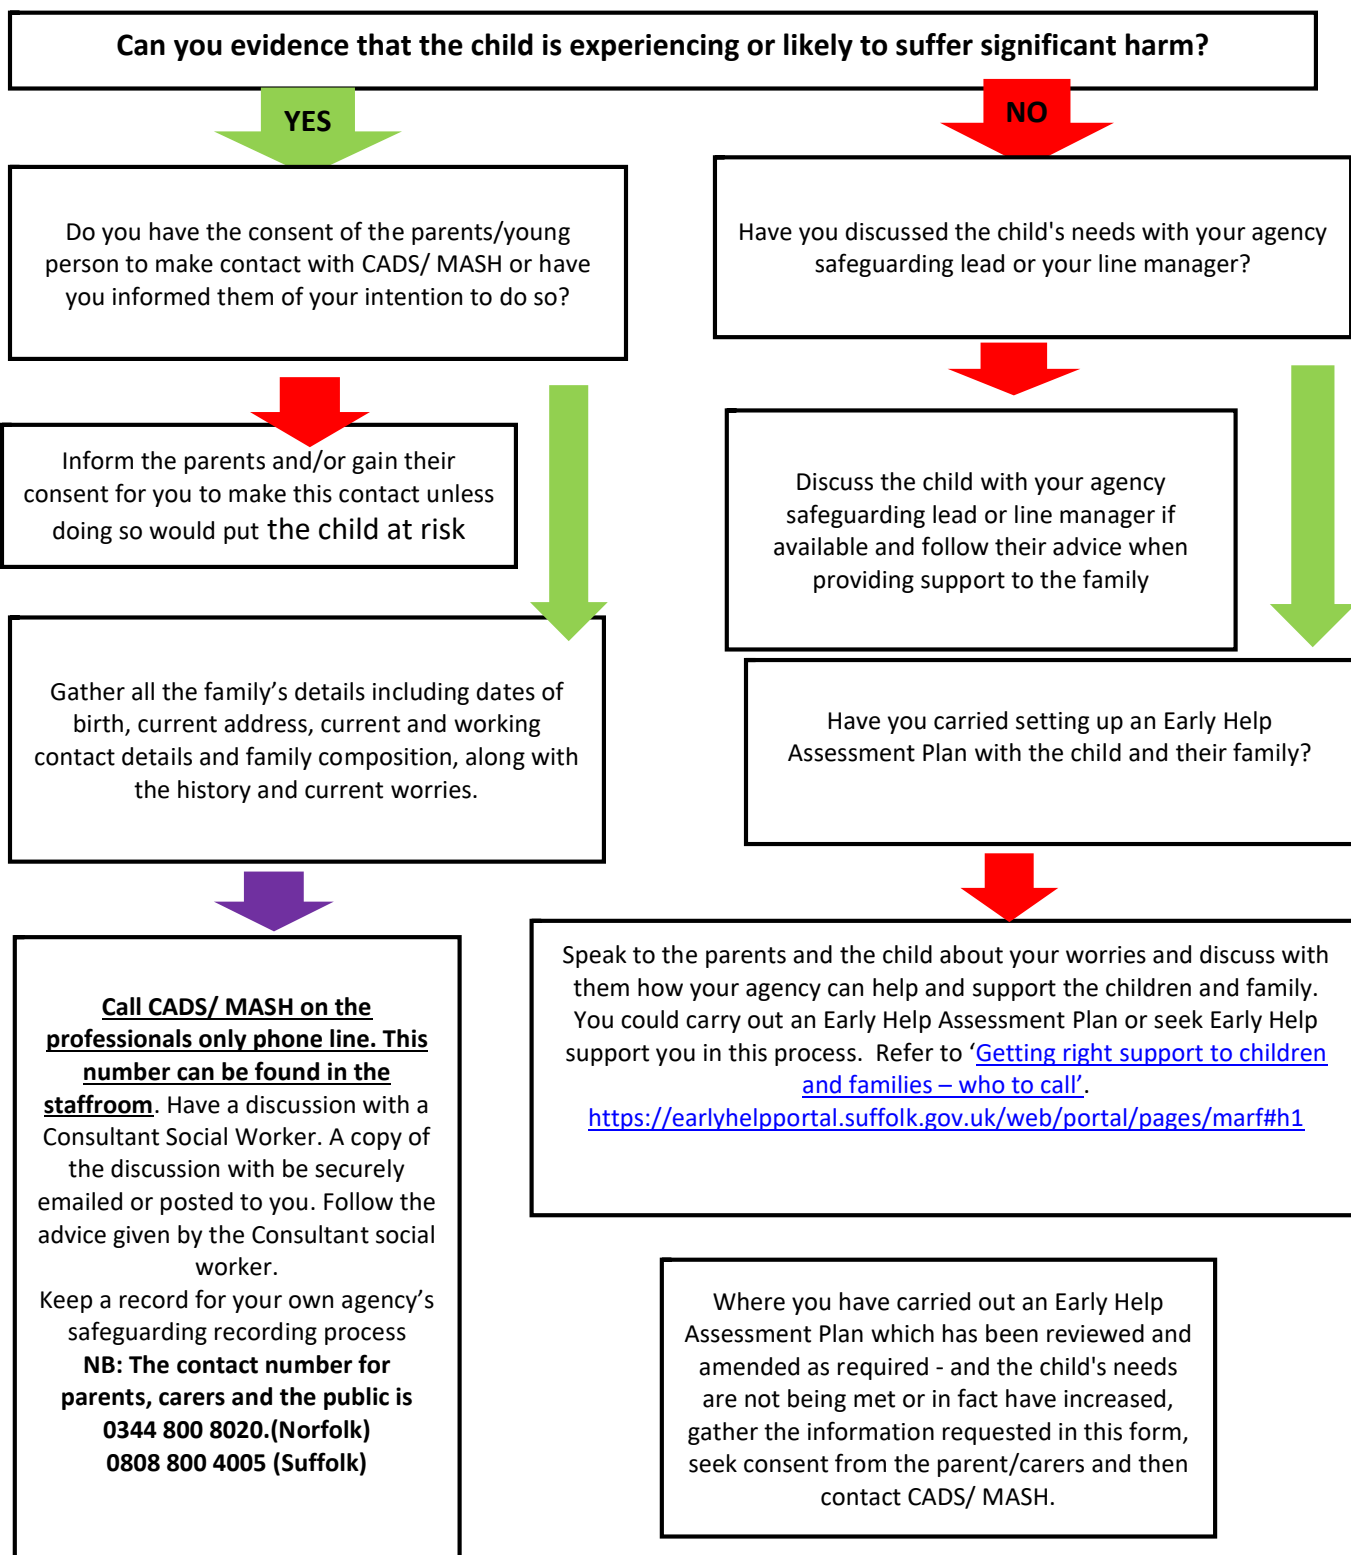 Can you evidence that the child is experiencing or likely to suffer significant harm?
YES
NO
Do you have the consent of the parents/young
person to make contact with CADS/ MASH or have
you informed them of your intention to do so?
Have you discussed the child's needs with your agency
safeguarding lead or your line manager?
Inform the parents and/or gain their
consent for you to make this contact unless
doing so would put the child at risk
Discuss the child with your agency
safeguarding lead or line manager if
available and follow their advice when
providing support to the family
Gather all the family’s details including dates of
birth, current address, current and working
contact details and family composition, along with
the history and current worries.
Have you carried setting up an Early Help
Assessment Plan with the child and their family?
Call CADS/ MASH on the
professionals only phone line. This
number can be found in the
staffroom. Have a discussion with a
Consultant Social Worker. A copy of
the discussion with be securely
emailed or posted to you. Follow the
advice given by the Consultant social
worker.
Keep a record for your own agency’s
safeguarding recording process
NB: The contact number for
parents, carers and the public is
0344 800 8020.(Norfolk)
0808 800 4005 (Suffolk)
Speak to the parents and the child about your worries and discuss with
them how your agency can help and support the children and family.
You could carry out an Early Help Assessment Plan or seek Early Help
support you in this process. Refer to ‘Getting right support to children
and families – who to call’.
https://earlyhelpportal.suffolk.gov.uk/web/portal/pages/marf#h1
Where you have carried out an Early Help
Assessment Plan which has been reviewed and
amended as required - and the child's needs
are not being met or in fact have increased,
gather the information requested in this form,
seek consent from the parent/carers and then
contact CADS/ MASH.